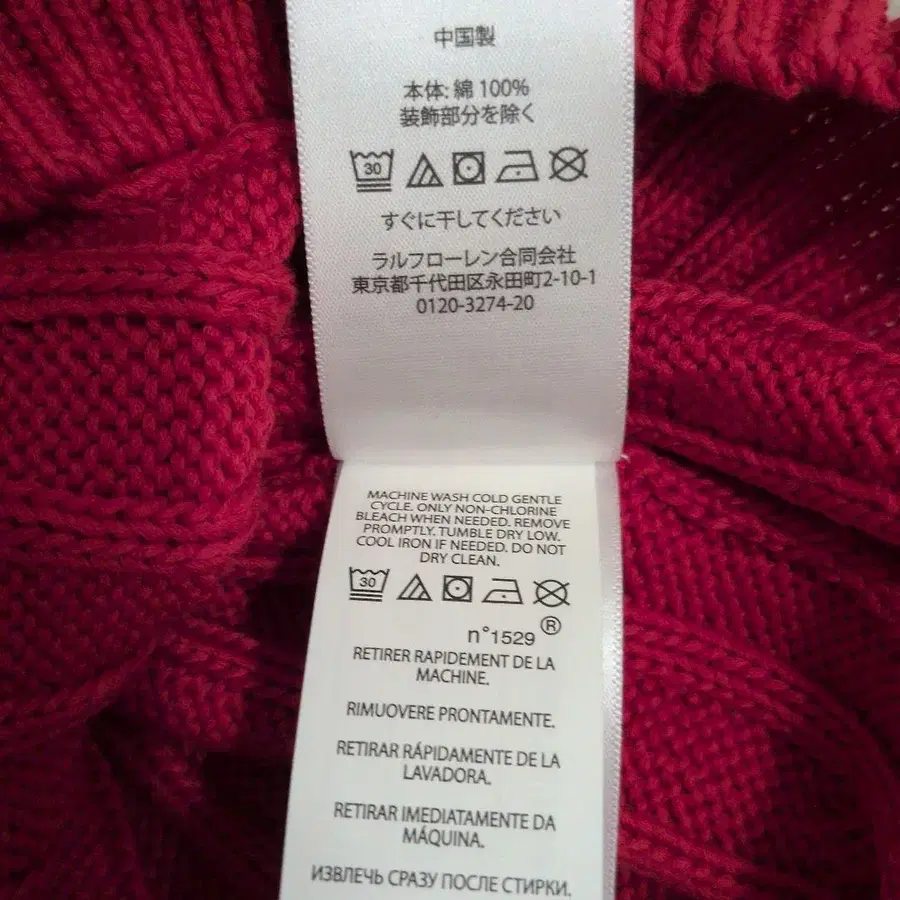 中国製
本体: 綿 100%
装飾部分を除く
30
すぐに干してください
ラルフローレン合同会社
東京都千代田区永田町2-10-1
0120-3274-20
MACHINE WASH COLD GENTLE
CYCLE. ONLY NON-CHLORINE
BLEACH WHEN NEEDED. REMOVE
PROMPTLY. TUMBLE DRY LOW.
COOL IRON IF NEEDED. DO NOT
DRY CLEAN.
30
n°1529 ®
RETIRER RAPIDEMENT DE LA
MACHINE.
RIMUOVERE PRONTAMENTE.
RETIRAR RÁPIDAMENTE DE LA
LAVADORA.
RETIRAR IMEDIATAMENTE DA
MÁQUINA.
ИЗВЛЕЧЬ СРАЗУ ПОСЛЕ СТИРКИ.